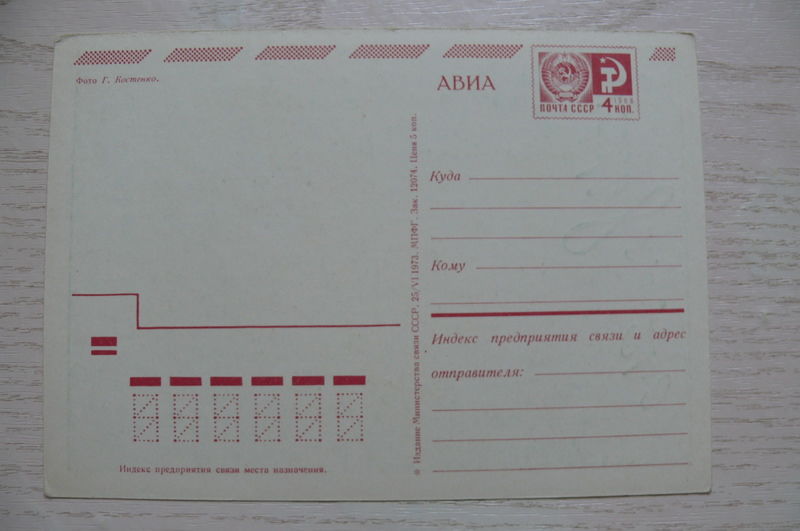 Фото Г. Костенко.
АВИА
ПОЧТА СССР
1966
4 КОП.
Куда
Кому
Индекс предприятия связи и адрес
отправителя:
Индекс предприятия связи места назначения.
© Издание Министерства связи СССР. 25/VI.1973. МПФГ. Зак. 12074. Цена 5 коп.